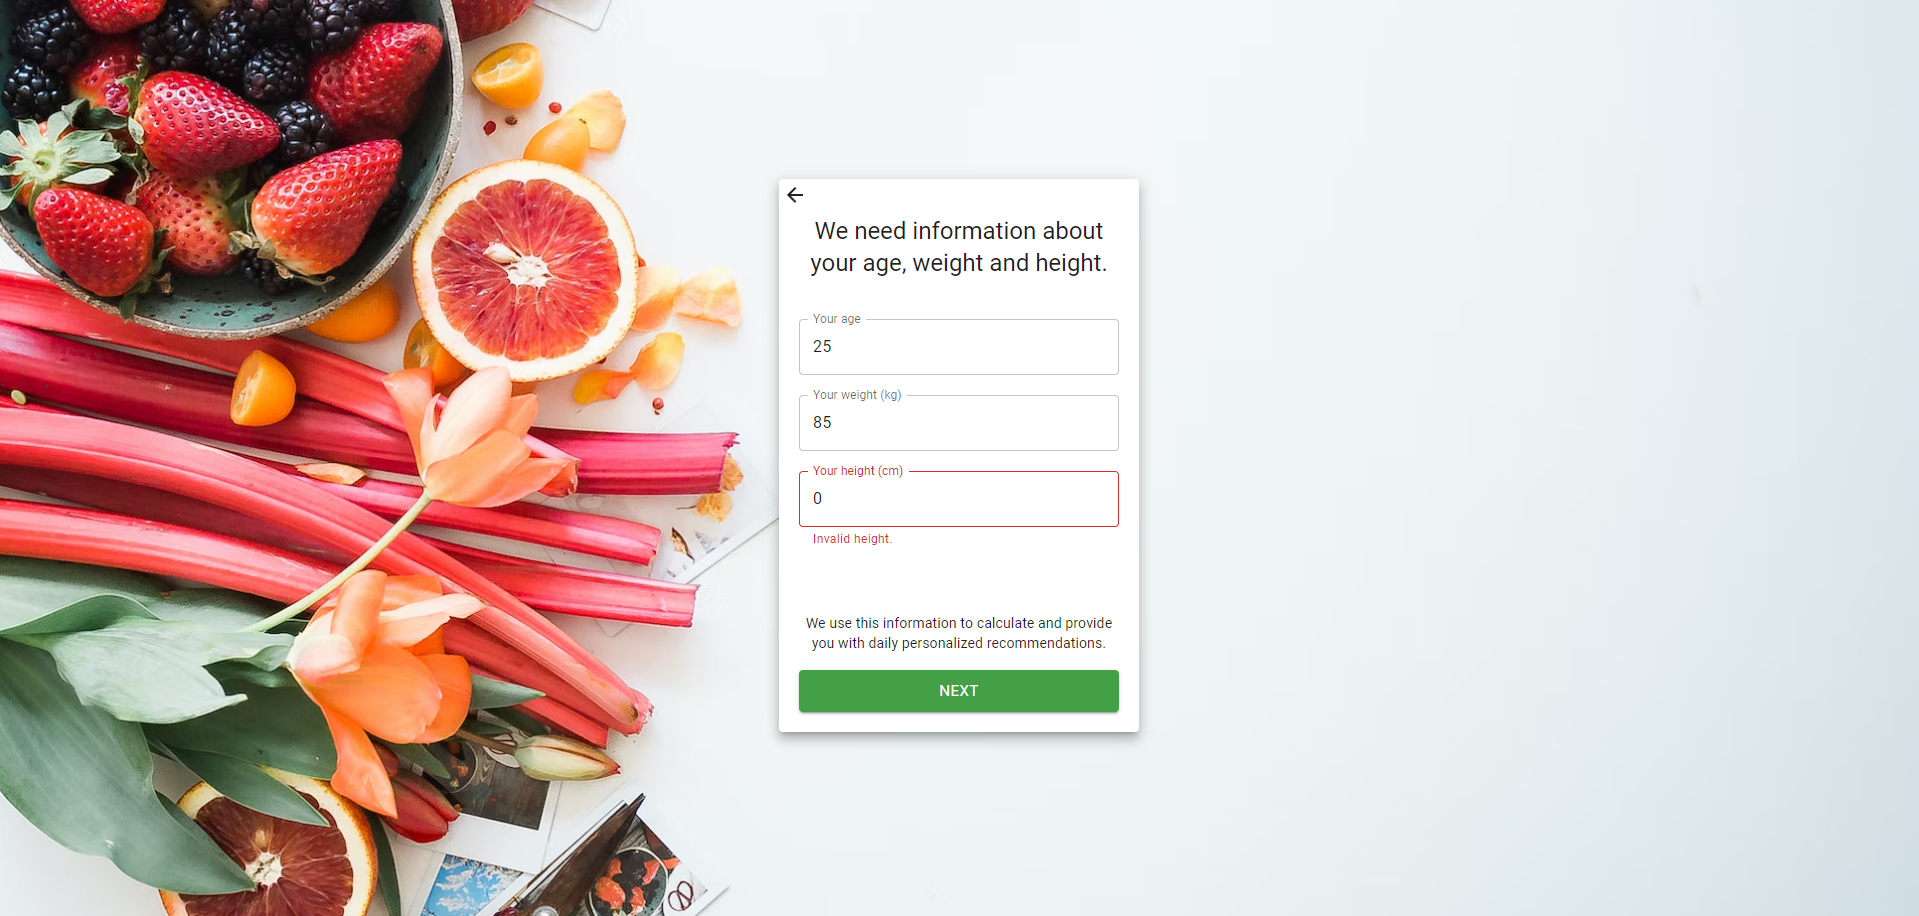 We need information about
your age, weight and height.
Your age
25
Your weight (kg)
85
Your height (cm)
0
Invalid height.
We use this information to calculate and provide
you with daily personalized recommendations.
NEXT